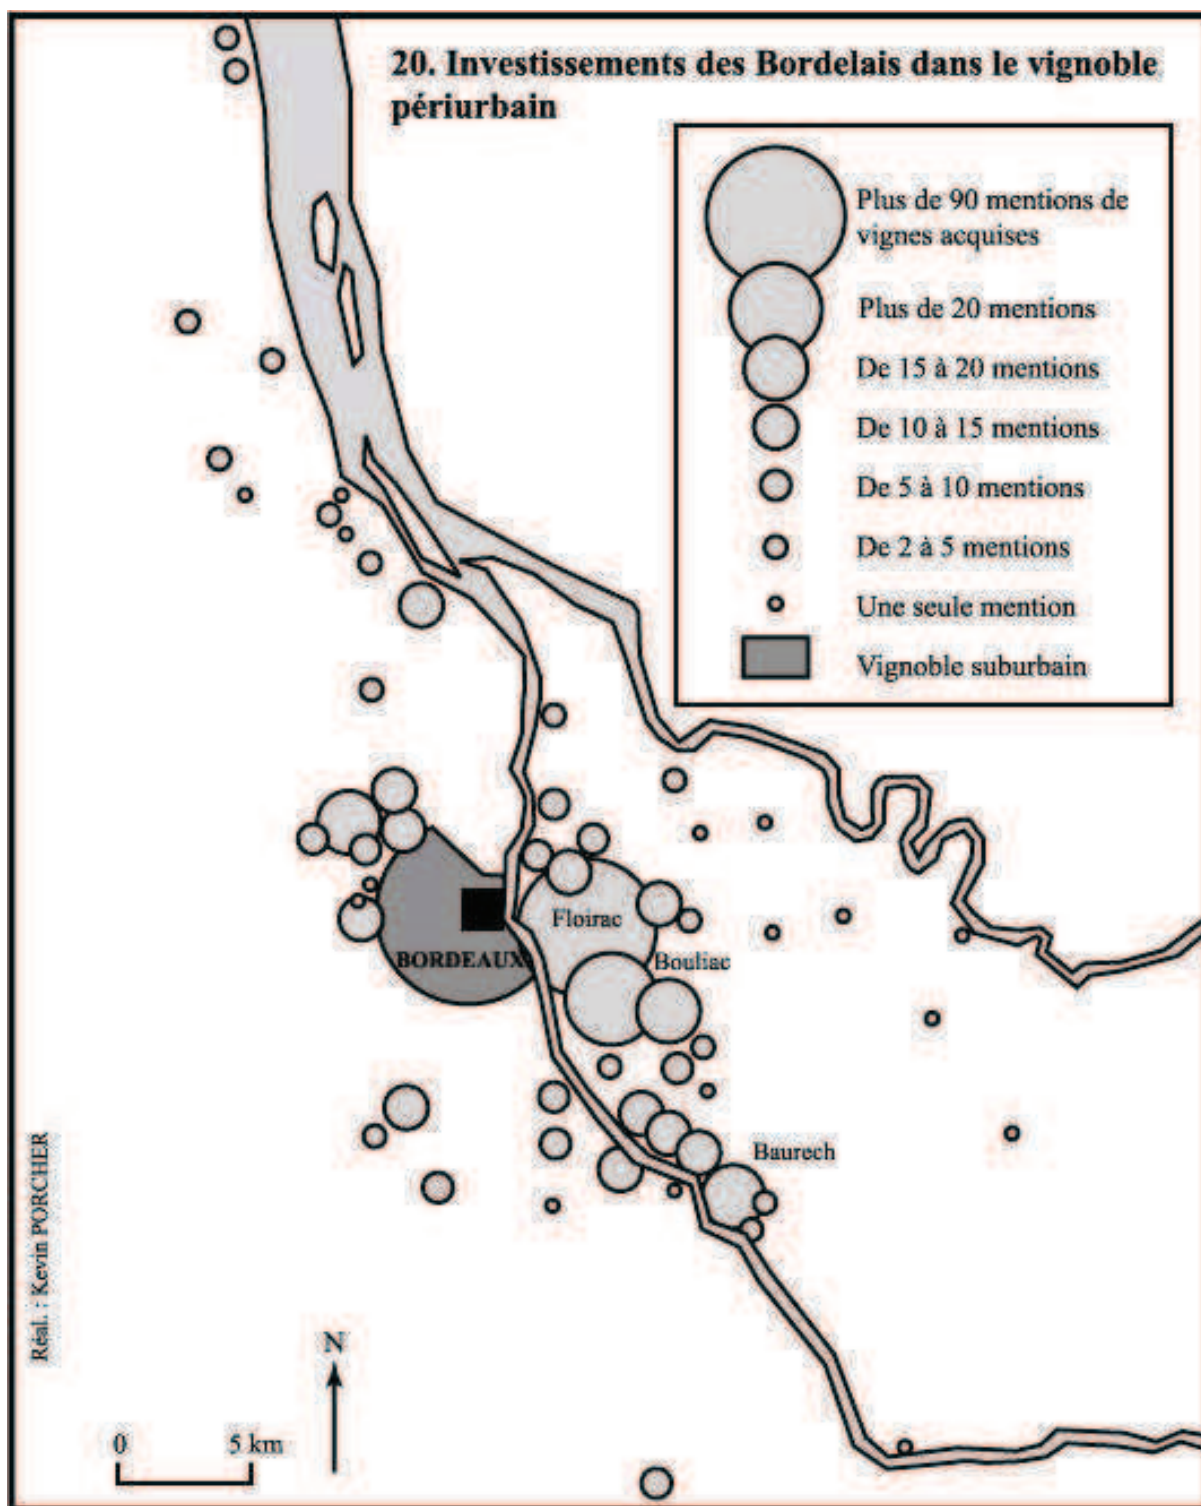 20. Investissements des Bordelais dans le vignoble
périurbain
Plus de 90 mentions de
vignes acquises
Plus de 20 mentions
De 15 à 20 mentions
De 10 à 15 mentions
De 5 à 10 mentions
De 2 à 5 mentions
Une seule mention
Vignoble suburbain
Floirac
Bouliac
BORDEAUX
Baurech
Réal. : Kevin PORCHER
N
0 5 km